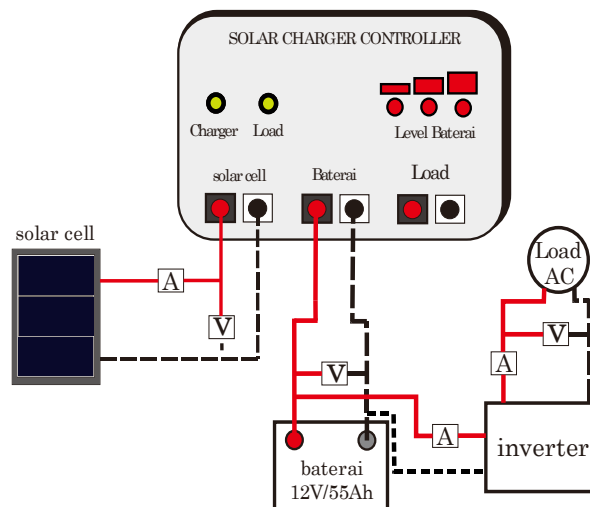 SOLAR CHARGER CONTROLLER
Charger Load Level Baterai
solar cell Baterai Load
solar cell
A
V
Load
AC
V
A
V
A
inverter
baterai
12V/55Ah